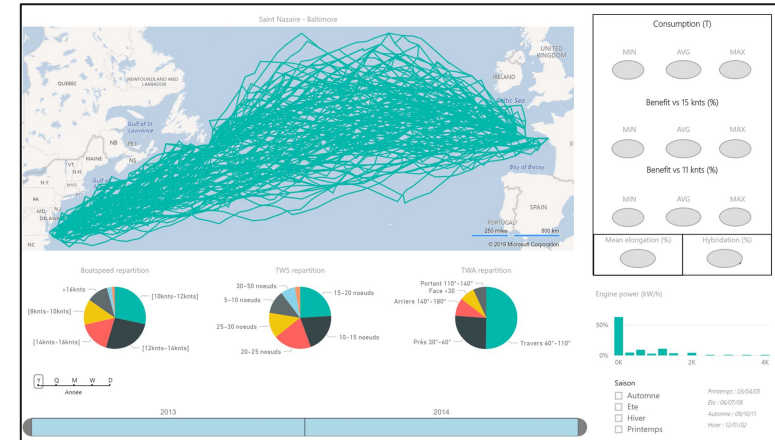 Saint Nazaire - Baltimore
UNITED
KINGDOM
IRELAND
Celtic Sea
QUEBEC
NEWFOUNDLAND AND
LABRADOR
Gulf of St
Lawrence
NB
P.E.I.
MAINE
NS
VT.
N.H.
N.Y.
MASS
Gulf of
PA
N.J.
MD.
DELAWARE
NC
Bay of Biscay
F
SPAIN
PORTUGAL
250 miles
500 km
© 2019 Microsoft Corporation
Consumption (T)
MIN AVG MAX
Benefit vs 15 knts (%)
MIN AVG MAX
Benefit vs 11 knts (%)
MIN AVG MAX
Mean elongation (%)
Hybridation (%)
Boatspeed repartition
>16knts
[10knts-12knts]
[8knts-10knts]
[14knts-16knts]
[12knts-14knts]
TWS repartition
30-50 noeuds
15-20 noeuds
5-10 noeuds
25-30 noeuds
10-15 noeuds
20-25 noeuds
TWA repartition
Portant 110°-140°
Face <30
Arriere 140°-180°
Près 30°-60°
Travers 60°-110°
Engine power (kW/h)
50%
0%
0K 2K 4K
Y Q M W D
Année
2013 2014
Saison
Automne
Ete
Hiver
Printemps
Printemps : 03/04/05
Ete : 06/07/08
Automne : 09/10/11
Hiver : 12/01/02